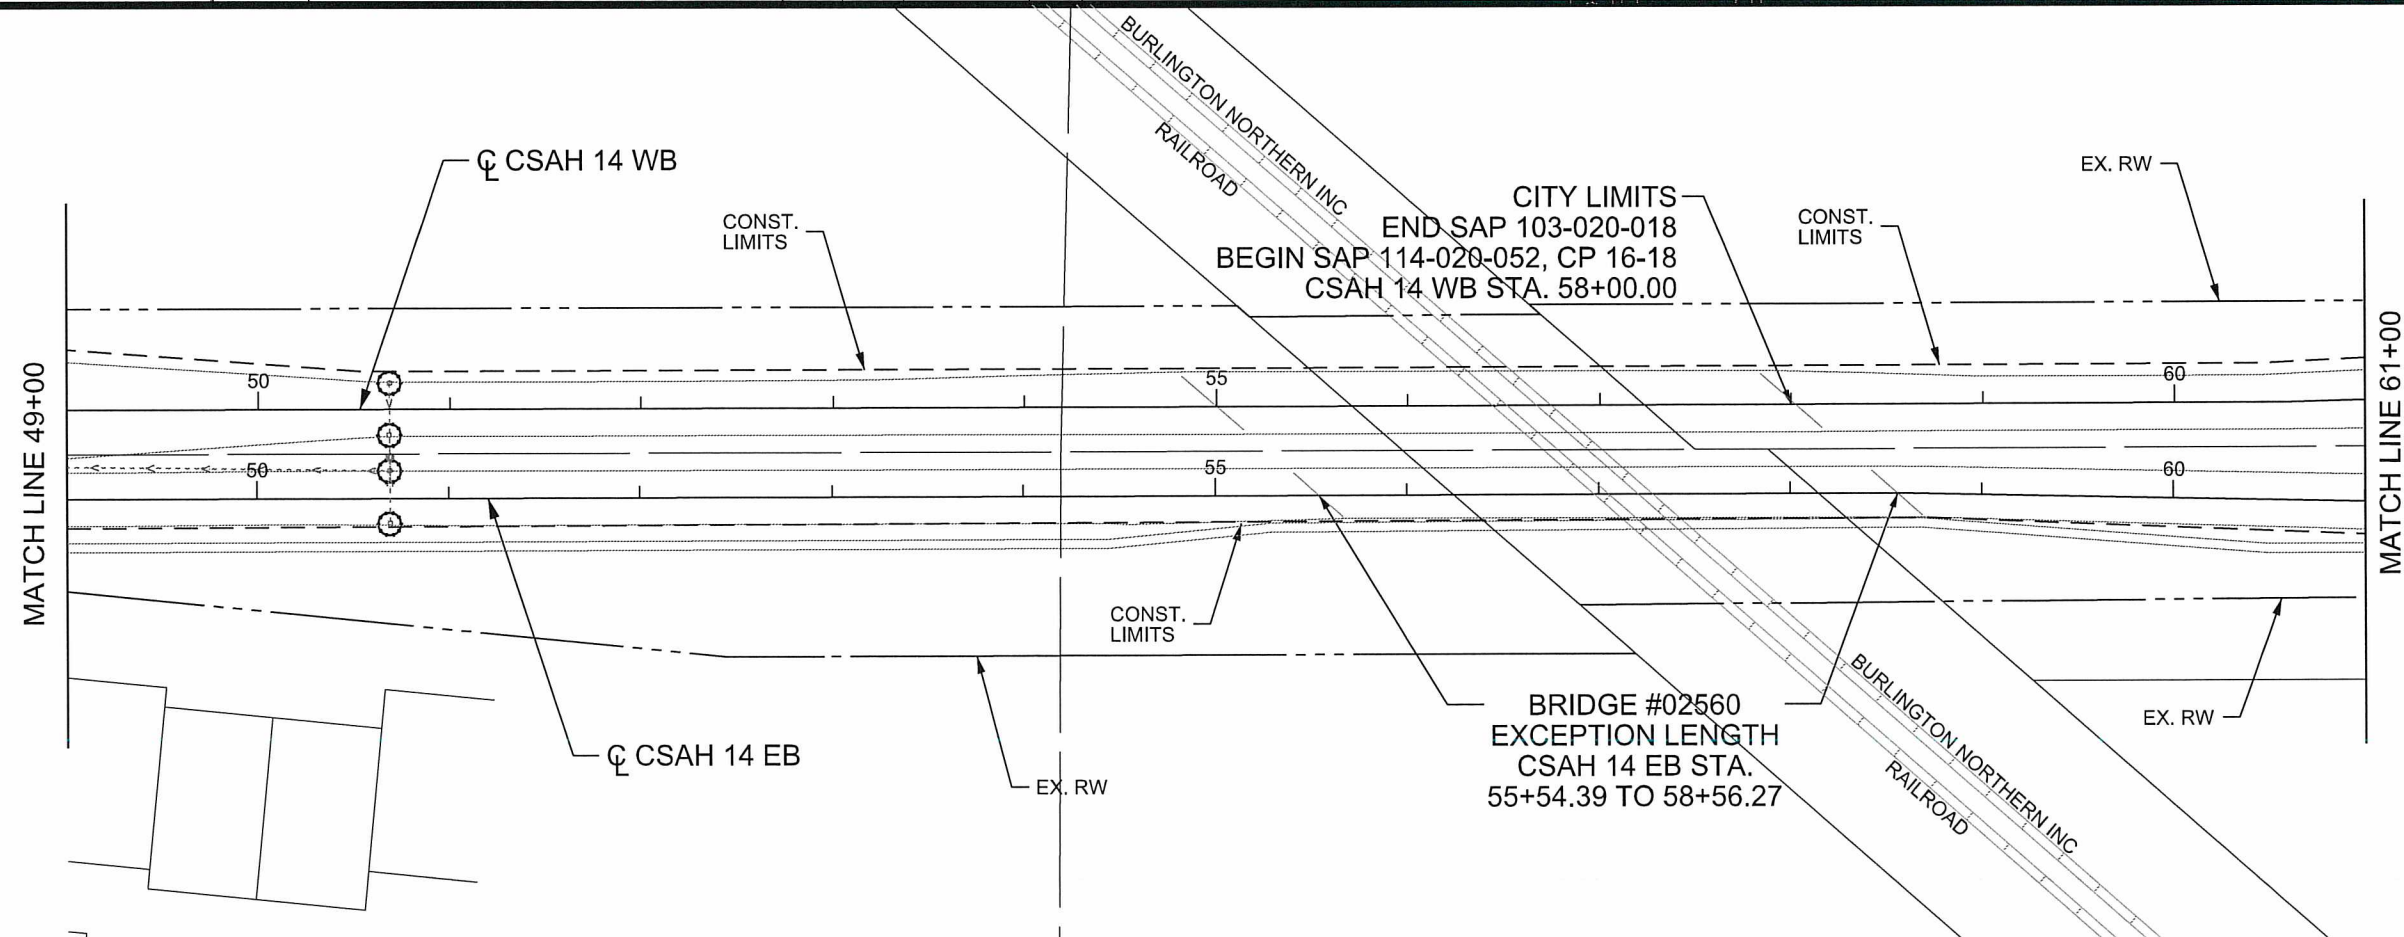 BURLINGTON NORTHERN INC
RAILROAD
℄ CSAH 14 WB
EX. RW
CONST.
LIMITS
CITY LIMITS
END SAP 103-020-018
BEGIN SAP 114-020-052, CP 16-18
CSAH 14 WB STA. 58+00.00
CONST.
LIMITS
MATCH LINE 49+00
MATCH LINE 61+00
50
55
60
50
55
60
CONST.
LIMITS
BURLINGTON NORTHERN INC
RAILROAD
BRIDGE #02560
EXCEPTION LENGTH
CSAH 14 EB STA.
55+54.39 TO 58+56.27
EX. RW
℄ CSAH 14 EB
EX. RW